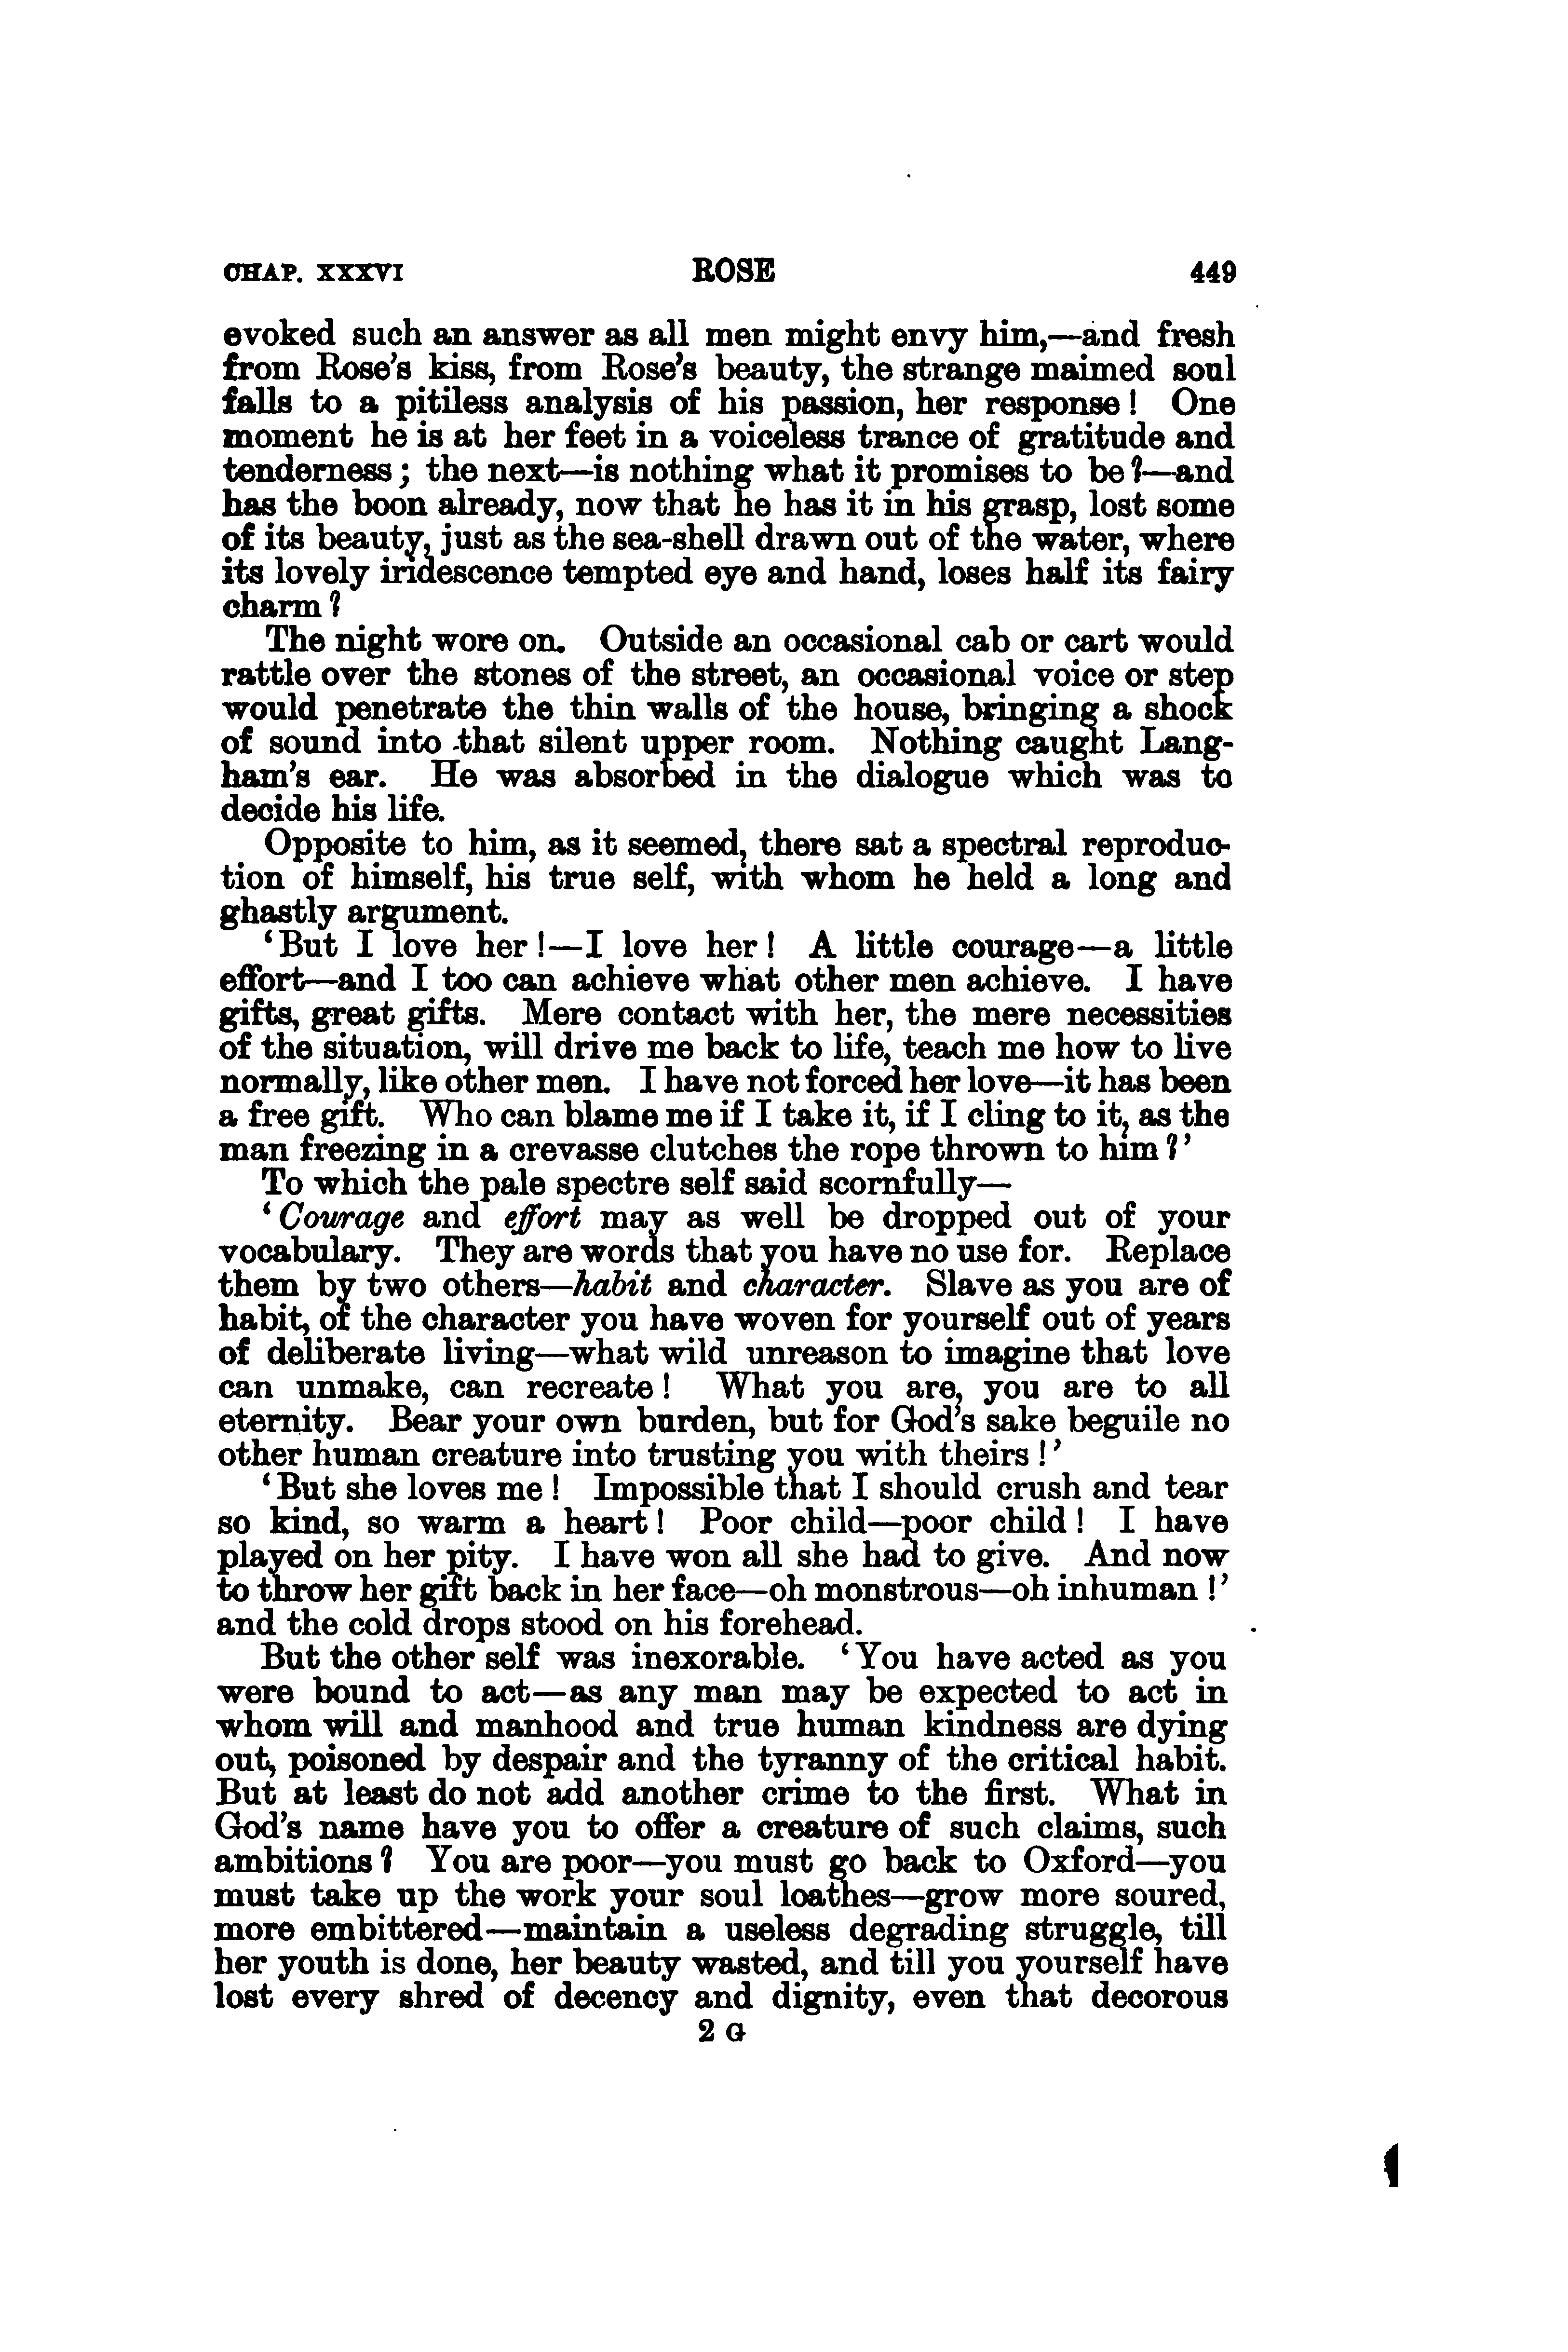 CHAP. XXXVI ROSE 449
evoked such an answer as all men might envy him,—and fresh
from Rose's kiss, from Rose's beauty, the strange maimed soul
falls to a pitiless analysis of his passion, her response! One
moment he is at her feet in a voiceless trance of gratitude and
tenderness; the next—is nothing what it promises to be?—and
has the boon already, now that he has it in his grasp, lost some
of its beauty, just as the sea-shell drawn out of the water, where
its lovely iridescence tempted eye and hand, loses half its fairy
charm?
The night wore on. Outside an occasional cab or cart would
rattle over the stones of the street, an occasional voice or step
would penetrate the thin walls of the house, bringing a shock
of sound into that silent upper room. Nothing caught Lang-
ham's ear. He was absorbed in the dialogue which was to
decide his life.
Opposite to him, as it seemed, there sat a spectral reproduc-
tion of himself, his true self, with whom he held a long and
ghastly argument.
'But I love her!—I love her! A little courage—a little
effort—and I too can achieve what other men achieve. I have
gifts, great gifts. Mere contact with her, the mere necessities
of the situation, will drive me back to life, teach me how to live
normally, like other men. I have not forced her love—it has been
a free gift. Who can blame me if I take it, if I cling to it, as the
man freezing in a crevasse clutches the rope thrown to him?'
To which the pale spectre self said scornfully—
'Courage and effort may as well be dropped out of your
vocabulary. They are words that you have no use for. Replace
them by two others—habit and character. Slave as you are of
habit, of the character you have woven for yourself out of years
of deliberate living—what wild unreason to imagine that love
can unmake, can recreate! What you are, you are to all
eternity. Bear your own burden, but for God's sake beguile no
other human creature into trusting you with theirs!'
'But she loves me! Impossible that I should crush and tear
so kind, so warm a heart! Poor child—poor child! I have
played on her pity. I have won all she had to give. And now
to throw her gift back in her face—oh monstrous—oh inhuman!'
and the cold drops stood on his forehead.
But the other self was inexorable. 'You have acted as you
were bound to act—as any man may be expected to act in
whom will and manhood and true human kindness are dying
out, poisoned by despair and the tyranny of the critical habit.
But at least do not add another crime to the first. What in
God's name have you to offer a creature of such claims, such
ambitions? You are poor—you must go back to Oxford—you
must take up the work your soul loathes—grow more soured,
more embittered—maintain a useless degrading struggle, till
her youth is done, her beauty wasted, and till you yourself have
lost every shred of decency and dignity, even that decorous
2 G